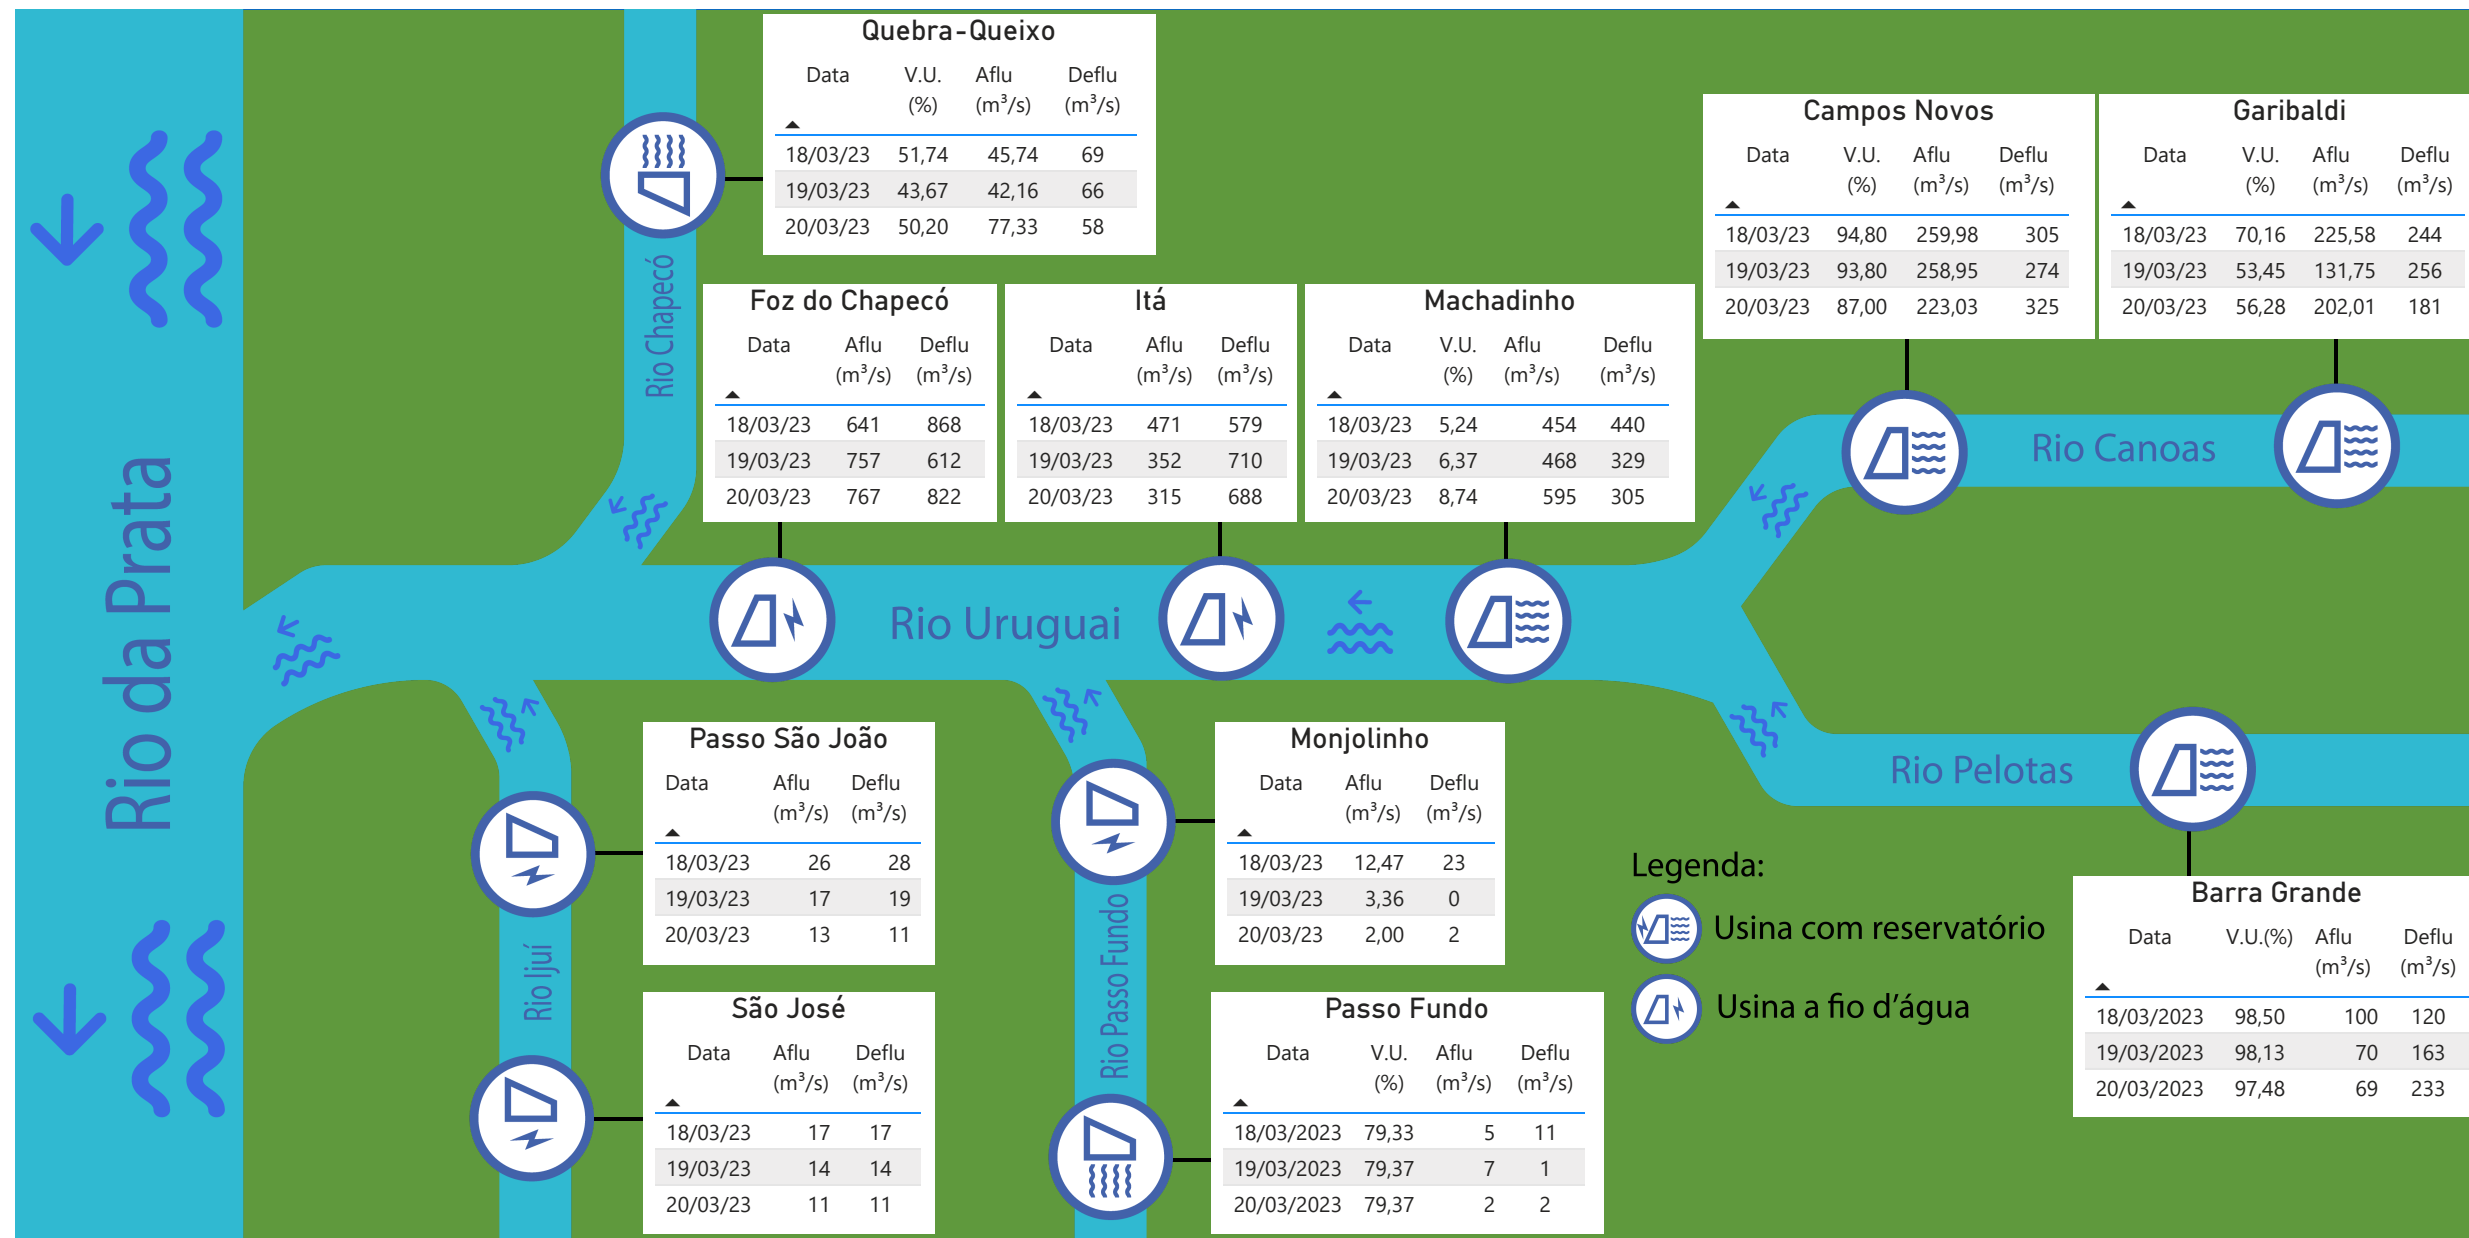 Quebra-Queixo
Data V.U. Aflu Deflu
(%) (m³/s) (m³/s)
18/03/23 51,74 45,74 69
19/03/23 43,67 42,16 66
20/03/23 50,20 77,33 58
Campos Novos
Data V.U. Aflu Deflu
(%) (m³/s) (m³/s)
18/03/23 94,80 259,98 305
19/03/23 93,80 258,95 274
20/03/23 87,00 223,03 325
Garibaldi
Data V.U. Aflu Deflu
(%) (m³/s) (m³/s)
18/03/23 70,16 225,58 244
19/03/23 53,45 131,75 256
20/03/23 56,28 202,01 181
Rio Chapecó
Foz do Chapecó
Data Aflu Deflu
(m³/s) (m³/s)
18/03/23 641 868
19/03/23 757 612
20/03/23 767 822
Itá
Data Aflu Deflu
(m³/s) (m³/s)
18/03/23 471 579
19/03/23 352 710
20/03/23 315 688
Machadinho
Data V.U. Aflu Deflu
(%) (m³/s) (m³/s)
18/03/23 5,24 454 440
19/03/23 6,37 468 329
20/03/23 8,74 595 305
Rio Canoas
Rio da Prata
Rio Uruguai
Rio Pelotas
Passo São João
Data Aflu Deflu
(m³/s) (m³/s)
18/03/23 26 28
19/03/23 17 19
20/03/23 13 11
Monjolinho
Data Aflu Deflu
(m³/s) (m³/s)
18/03/23 12,47 23
19/03/23 3,36 0
20/03/23 2,00 2
Rio Ijuí
Rio Passo Fundo
Legenda:
Usina com reservatório
Usina a fio d’água
Barra Grande
Data V.U.(%) Aflu Deflu
(m³/s) (m³/s)
18/03/2023 98,50 100 120
19/03/2023 98,13 70 163
20/03/2023 97,48 69 233
São José
Data Aflu Deflu
(m³/s) (m³/s)
18/03/23 17 17
19/03/23 14 14
20/03/23 11 11
Passo Fundo
Data V.U. Aflu Deflu
(%) (m³/s) (m³/s)
18/03/2023 79,33 5 11
19/03/2023 79,37 7 1
20/03/2023 79,37 2 2